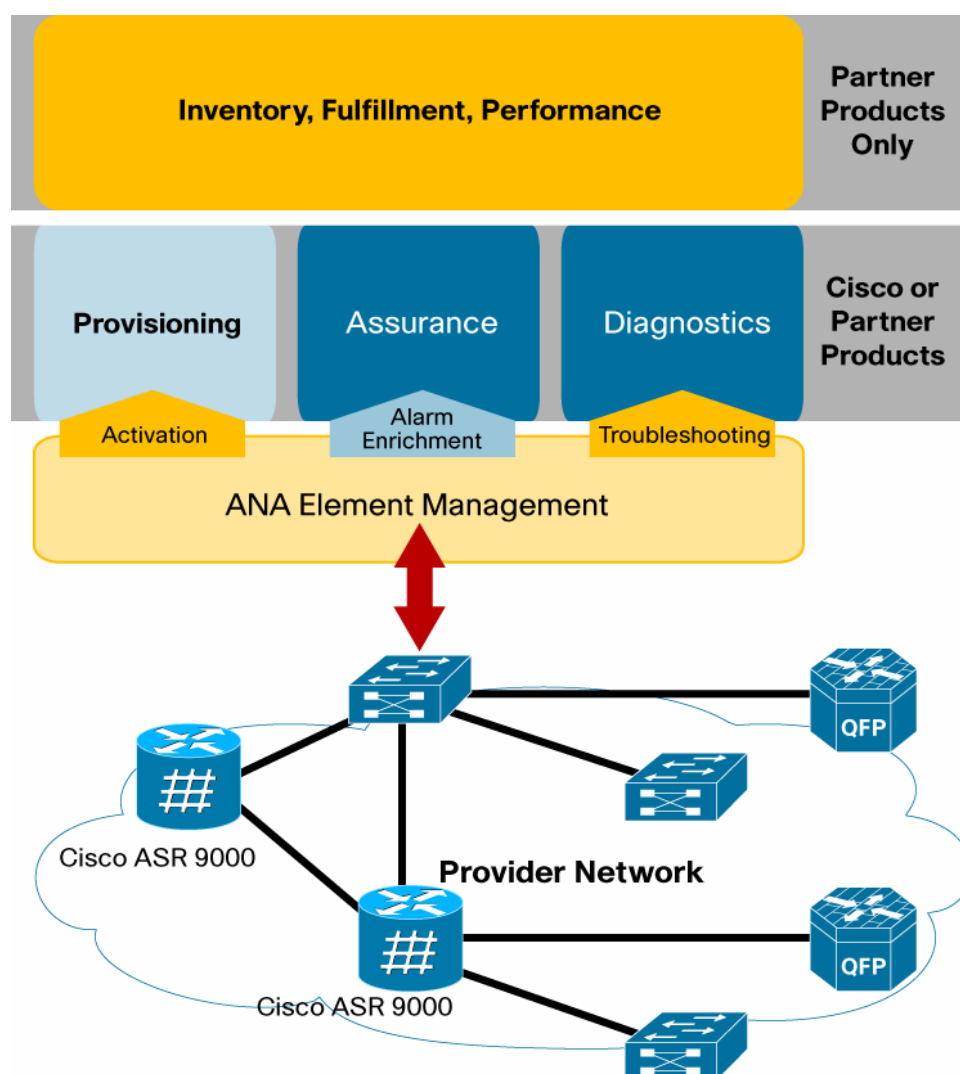 Inventory, Fulfillment, Performance
Partner
Products
Only
Provisioning
Assurance
Diagnostics
Cisco or
Partner
Products
Activation
Alarm
Enrichment
Troubleshooting
ANA Element Management
QFP
Cisco ASR 9000
Provider Network
QFP
Cisco ASR 9000